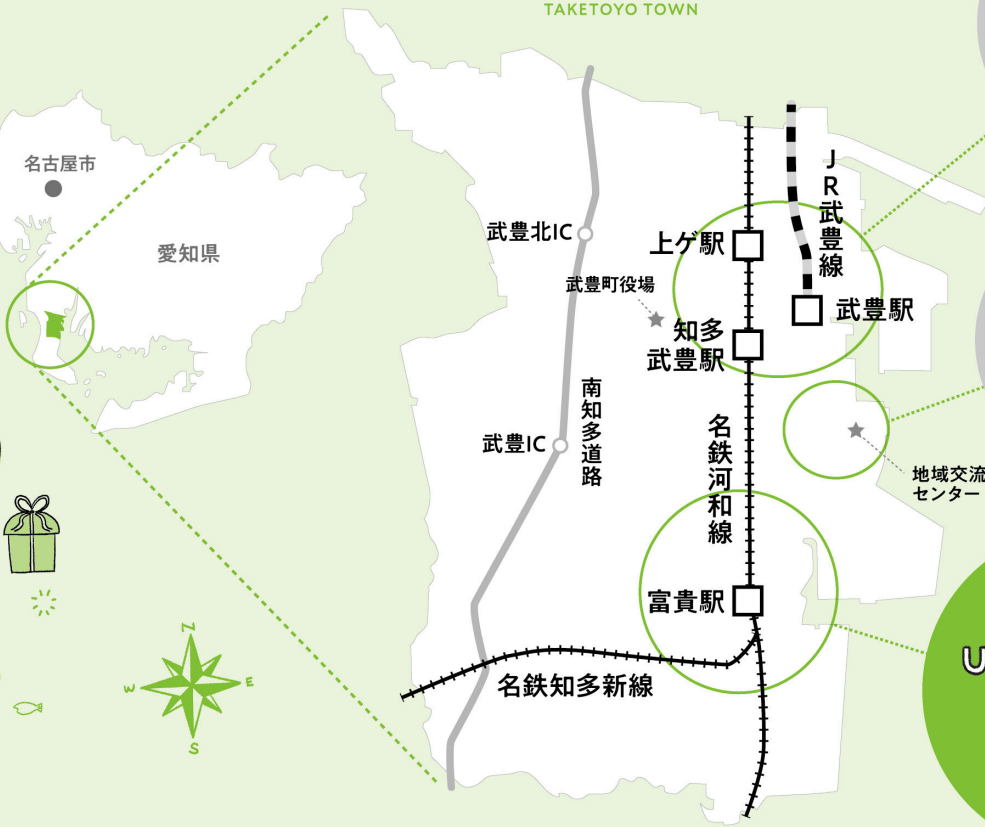 TAKETOYO TOWN
名古屋市
愛知県
JR武豊線
武豊北IC
上ゲ駅
武豊町役場
武豊駅
知多
武豊駅
南知多道路
名鉄河和線
武豊IC
地域交流
センター
富貴駅
名鉄知多新線
N
W
E
S
U